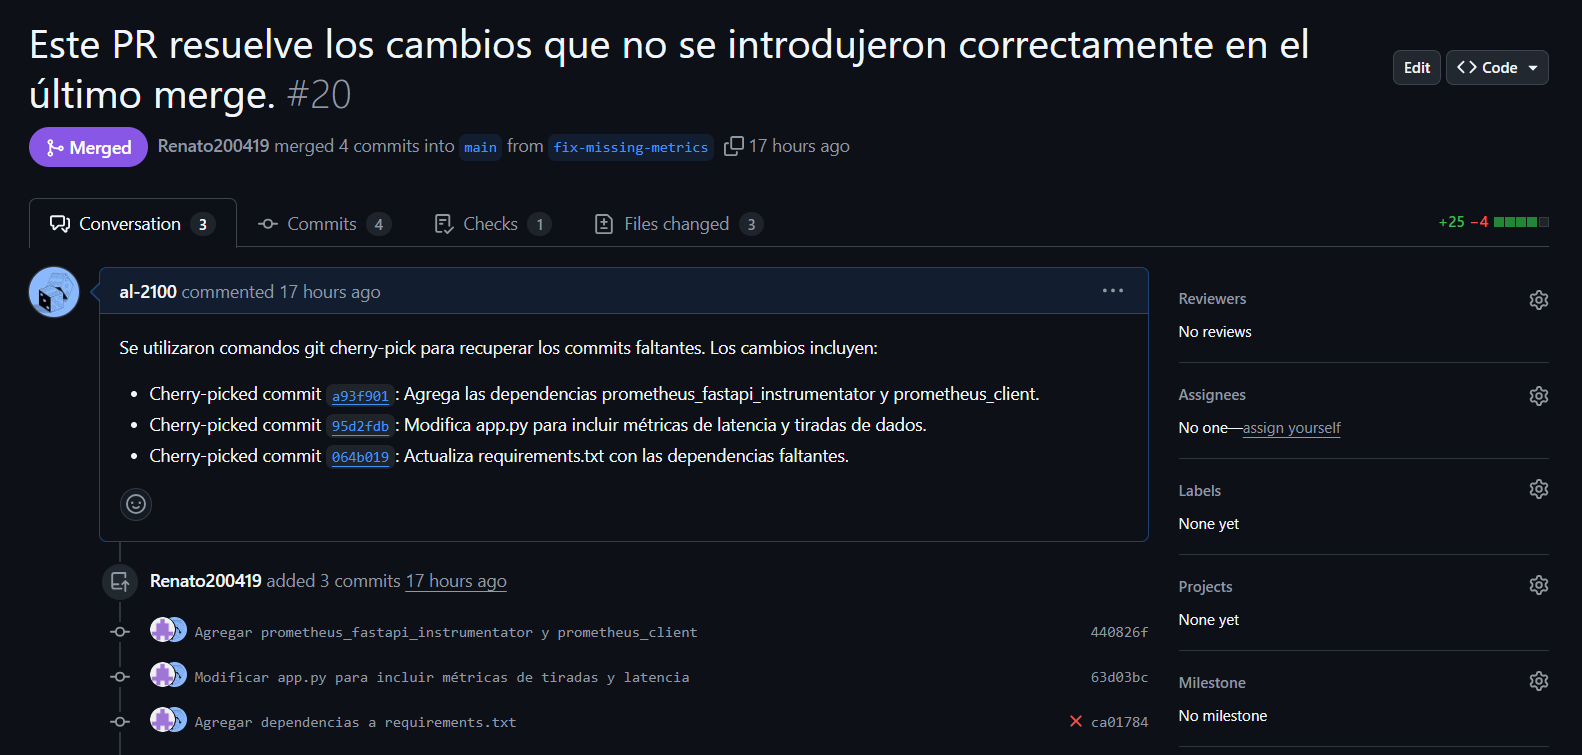 Este PR resuelve los cambios que no se introdujeron correctamente en el
último merge. #20
Edit
Code
Merged
Renato200419 merged 4 commits into main from fix-missing-metrics 17 hours ago
Conversation 3
Commits 4
Checks 1
Files changed 3
+25 −4
al-2100 commented 17 hours ago
Se utilizaron comandos git cherry-pick para recuperar los commits faltantes. Los cambios incluyen:
• Cherry-picked commit a93f901: Agrega las dependencias prometheus_fastapi_instrumentator y prometheus_client.
• Cherry-picked commit 95d2fdb: Modifica app.py para incluir métricas de latencia y tiradas de dados.
• Cherry-picked commit 064b019: Actualiza requirements.txt con las dependencias faltantes.
Renato200419 added 3 commits 17 hours ago
Agregar prometheus_fastapi_instrumentator y prometheus_client 440826f
Modificar app.py para incluir métricas de tiradas y latencia 63d03bc
Agregar dependencias a requirements.txt ca01784
Reviewers
No reviews
Assignees
No one—assign yourself
Labels
None yet
Projects
None yet
Milestone
No milestone